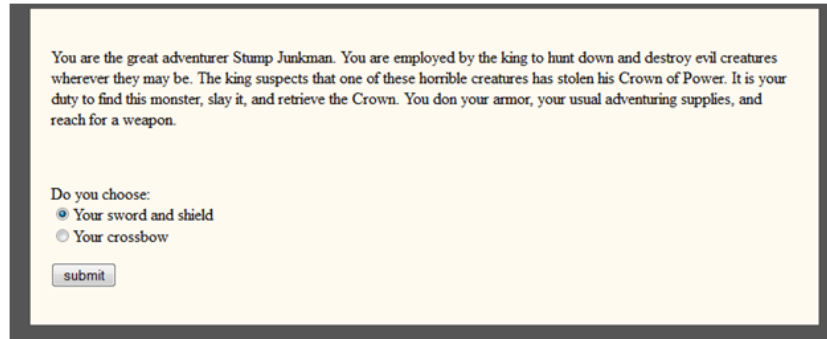 You are the great adventurer Stump Junkman. You are employed by the king to hunt down and destroy evil creatures
wherever they may be. The king suspects that one of these horrible creatures has stolen his Crown of Power. It is your
duty to find this monster, slay it, and retrieve the Crown. You don your armor, your usual adventuring supplies, and
reach for a weapon.
Do you choose:
Your sword and shield
Your crossbow
submit